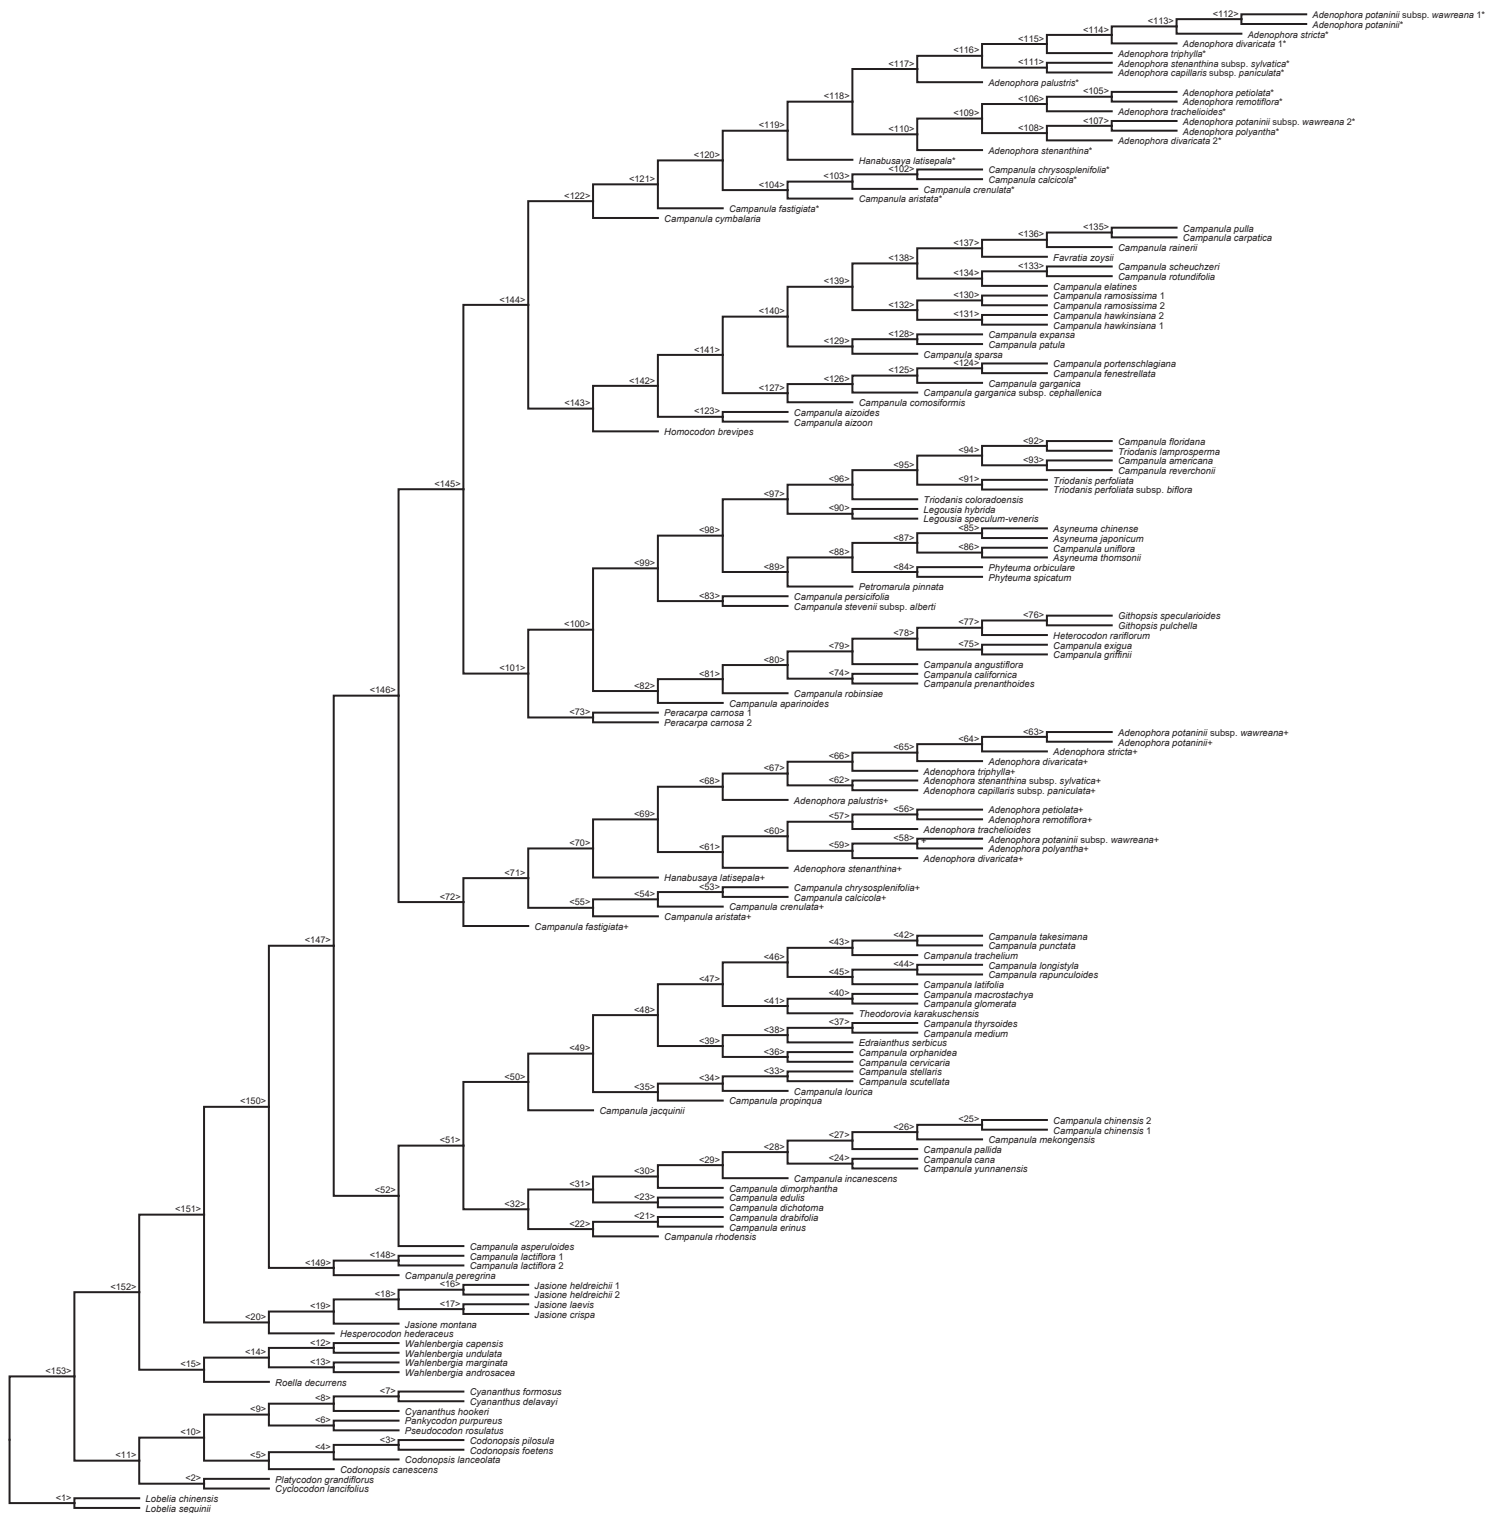 <112>
Adenophora potaninii subsp. wawreana 1*
<113>
Adenophora potaninii*
<114>
Adenophora stricta*
<115>
Adenophora divaricata 1*
<116>
Adenophora triphylla*
<111>
Adenophora stenanthina subsp. sylvatica*
<117>
Adenophora capillaris subsp. paniculata*
Adenophora palustris*
<118>
<105>
Adenophora petiolata*
<106>
Adenophora remotiflora*
<109>
Adenophora trachelioides*
<107>
Adenophora potaninii subsp. wawreana 2*
<119>
<110>
<108>
Adenophora polyantha*
Adenophora divaricata 2*
Adenophora stenanthina*
<120>
Hanabusaya latisepala*
<102>
Campanula chrysosplenifolia*
<103>
Campanula calcicola*
<121>
<104>
Campanula crenulata*
<122>
Campanula aristata*
Campanula fastigiata*
Campanula cymbalaria
<135>
Campanula pulla
<136>
Campanula carpatica
<137>
Campanula rainerii
<138>
Favratia zoysii
<133>
Campanula scheuchzeri
<134>
Campanula rotundifolia
<139>
Campanula elatines
<130>
Campanula ramosissima 1
<144>
<132>
Campanula ramosissima 2
<140>
<131>
Campanula hawkinsiana 2
Campanula hawkinsiana 1
<128>
Campanula expansa
<129>
Campanula patula
<141>
Campanula sparsa
<124>
Campanula portenschlagiana
<125>
Campanula fenestrellata
<126>
Campanula garganica
<142>
<127>
Campanula garganica subsp. cephallenica
<143>
Campanula comosiformis
<123>
Campanula aizoides
Campanula aizoon
Homocodon brevipes
<92>
Campanula floridana
<94>
Triodanis lamprosperma
<93>
Campanula americana
<95>
Campanula reverchonii
<91>
Triodanis perfoliata
<145>
<96>
Triodanis perfoliata subsp. biflora
<97>
Triodanis coloradoensis
<90>
Legousia hybrida
Legousia speculum-veneris
<98>
<85>
Asyneuma chinense
<87>
Asyneuma japonicum
<86>
Campanula uniflora
<88>
Asyneuma thomsonii
<99>
<89>
<84>
Phyteuma orbiculare
Phyteuma spicatum
Petromarula pinnata
<83>
Campanula persicifolia
Campanula stevenii subsp. alberti
<76>
Githopsis specularioides
<100>
<77>
Githopsis pulchella
<78>
Heterocodon rariflorum
<79>
<75>
Campanula exigua
Campanula griffinii
<101>
<80>
Campanula angustiflora
<81>
<74>
Campanula californica
<82>
Campanula prenanthoides
<146>
Campanula robinsiae
Campanula aparinoides
<73>
Peracarpa carnosa 1
Peracarpa carnosa 2
<63>
Adenophora potaninii subsp. wawreana+
<64>
Adenophora potaninii+
<65>
Adenophora stricta+
<66>
Adenophora divaricata+
<67>
Adenophora triphylla+
<68>
<62>
Adenophora stenanthina subsp. sylvatica+
Adenophora capillaris subsp. paniculata+
Adenophora palustris+
<69>
<56>
Adenophora petiolata+
<57>
Adenophora remotiflora+
<60>
Adenophora trachelioides
<58>
+
Adenophora potaninii subsp. wawreana+
<70>
<61>
<59>
Adenophora polyantha+
Adenophora divaricata+
Adenophora stenanthina+
<71>
Hanabusaya latisepala+
<53>
Campanula chrysosplenifolia+
<54>
Campanula calcicola+
<72>
<55>
Campanula crenulata+
Campanula aristata+
Campanula fastigiata+
<42>
Campanula takesimana
<147>
<43>
Campanula punctata
<46>
Campanula trachelium
<44>
Campanula longistyla
<47>
<45>
Campanula rapunculoides
Campanula latifolia
<40>
Campanula macrostachya
<48>
<41>
Campanula glomerata
Theodorovia karakuschensis
<37>
Campanula thyrsoides
<38>
Campanula medium
<49>
<39>
Edraianthus serbicus
<36>
Campanula orphanidea
Campanula cervicaria
<33>
Campanula stellaris
<50>
<34>
Campanula scutellata
<35>
Campanula lourica
<150>
Campanula propinqua
Campanula jacquinii
<25>
Campanula chinensis 2
<26>
Campanula chinensis 1
<51>
<27>
Campanula mekongensis
<28>
Campanula pallida
<29>
<24>
Campanula cana
<30>
Campanula yunnanensis
Campanula incanescens
<52>
<31>
Campanula dimorphantha
<23>
Campanula edulis
<32>
Campanula dichotoma
<151>
<21>
Campanula drabifolia
<22>
Campanula erinus
Campanula rhodensis
Campanula asperuloides
<148>
Campanula lactiflora 1
<149>
Campanula lactiflora 2
Campanula peregrina
<152>
<16>
Jasione heldreichii 1
<18>
Jasione heldreichii 2
<19>
<17>
Jasione laevis
<20>
Jasione crispa
Jasione montana
Hesperocodon hederaceus
<12>
Wahlenbergia capensis
<14>
Wahlenbergia undulata
<15>
<13>
Wahlenbergia marginata
<153>
Wahlenbergia androsacea
Roella decurrens
<7>
Cyananthus formosus
<8>
Cyananthus delavayi
<9>
Cyananthus hookeri
<6>
Pankycodon purpureus
<10>
Pseudocodon rosulatus
<3>
Codonopsis pilosula
<4>
Codonopsis foetens
<11>
<5>
Codonopsis lanceolata
Codonopsis canescens
<2>
Platycodon grandiflorus
Cyclocodon lancifolius
<1>
Lobelia chinensis
Lobelia seguinii